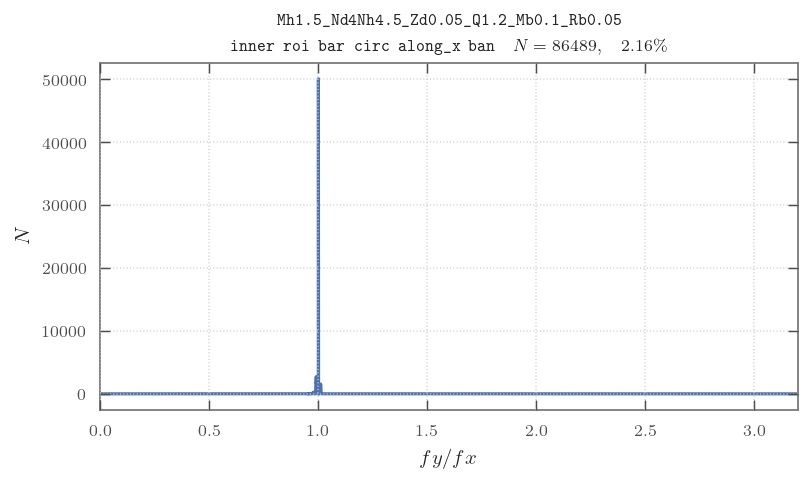 Mh1.5_Nd4Nh4.5_Zd0.05_Q1.2_Mb0.1_Rb0.05
inner roi bar circ along_x ban N = 86489, 2.16%
50000
40000
30000
20000
10000
0
N
0.0 0.5 1.0 1.5 2.0 2.5 3.0
fy/fx